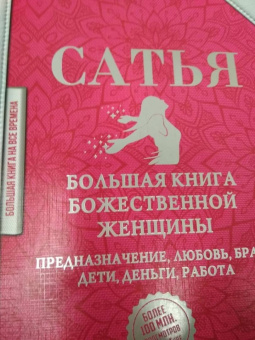 САТЬЯ
БОЛЬШАЯ КНИГА
БОЖЕСТВЕННОЙ
ЖЕНЩИНЫ
ПРЕДНАЗНАЧЕНИЕ, ЛЮБОВЬ, БРА
ДЕТИ, ДЕНЬГИ, РАБОТА
БОЛЕЕ
100 МЛН.
БОЛЬШАЯ КНИГА НА ВСЕ ВРЕМЕНА